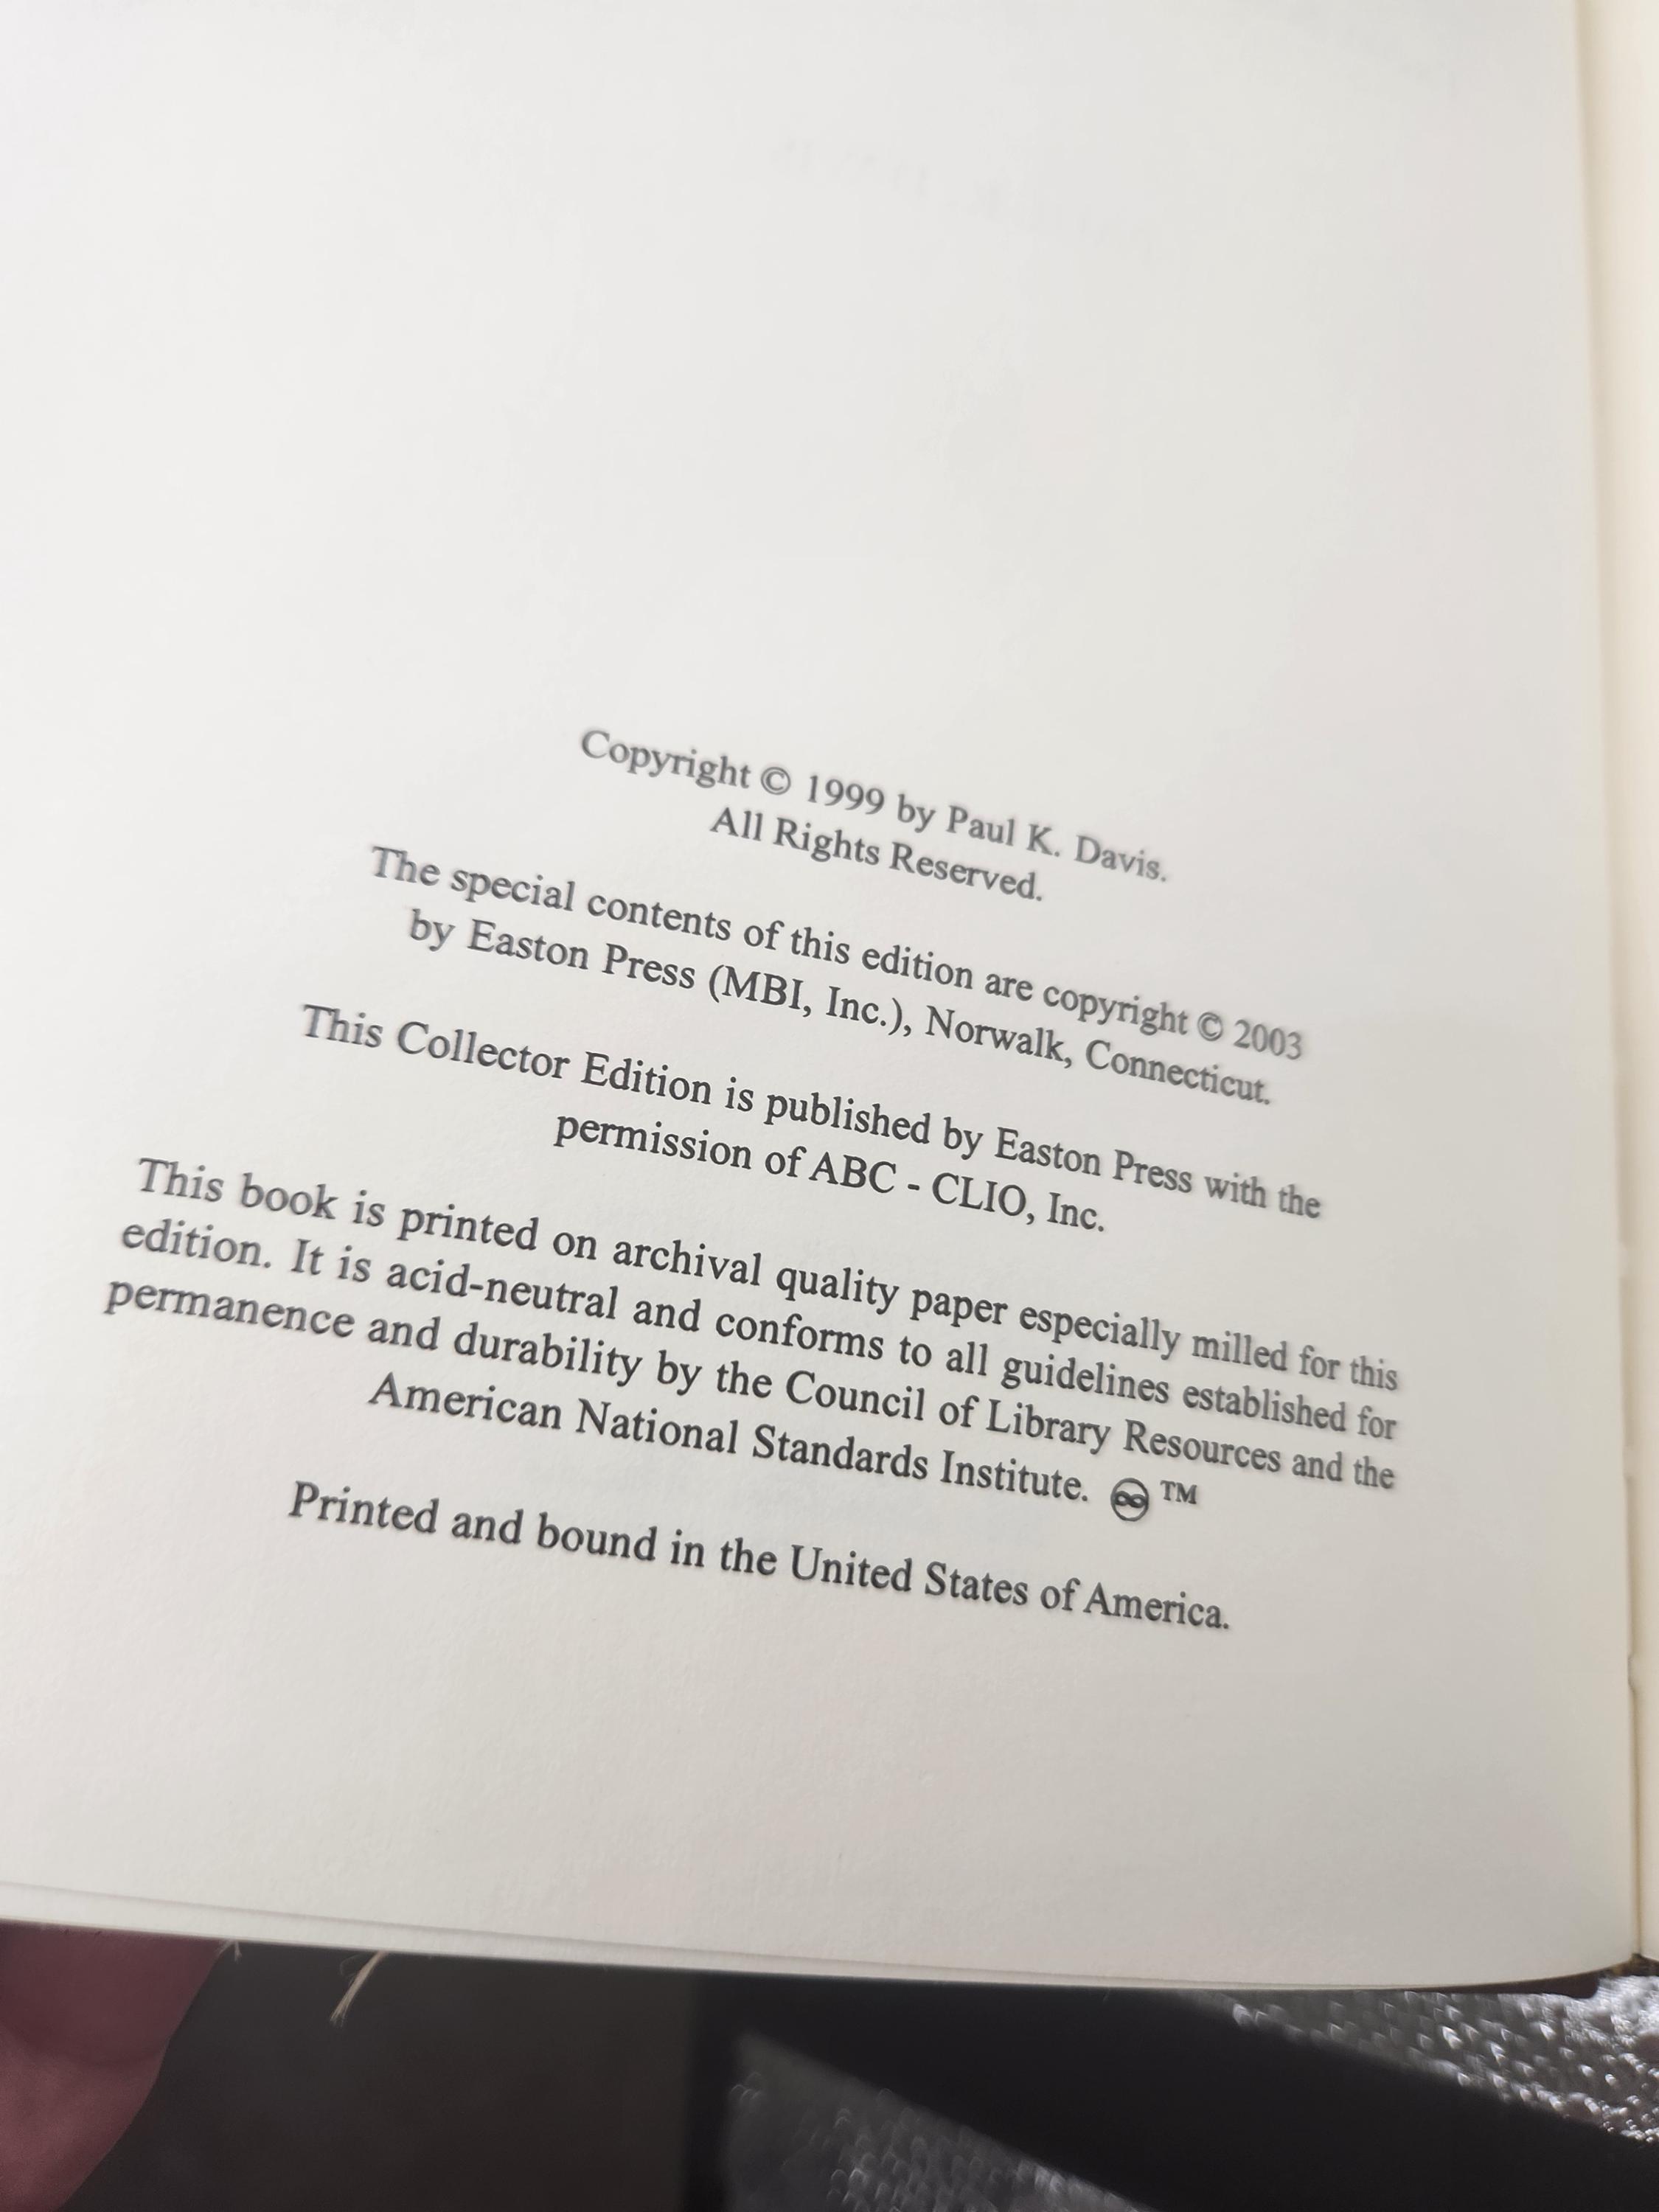 Copyright © 1999 by Paul K. Davis.
All Rights Reserved.
The special contents of this edition are copyright © 2003
by Easton Press (MBI, Inc.), Norwalk, Connecticut.
This Collector Edition is published by Easton Press with the
permission of ABC - CLIO, Inc.
This book is printed on archival quality paper especially milled for this
edition. It is acid-neutral and conforms to all guidelines established for
permanence and durability by the Council of Library Resources and the
American National Standards Institute. ♾ ™
Printed and bound in the United States of America.